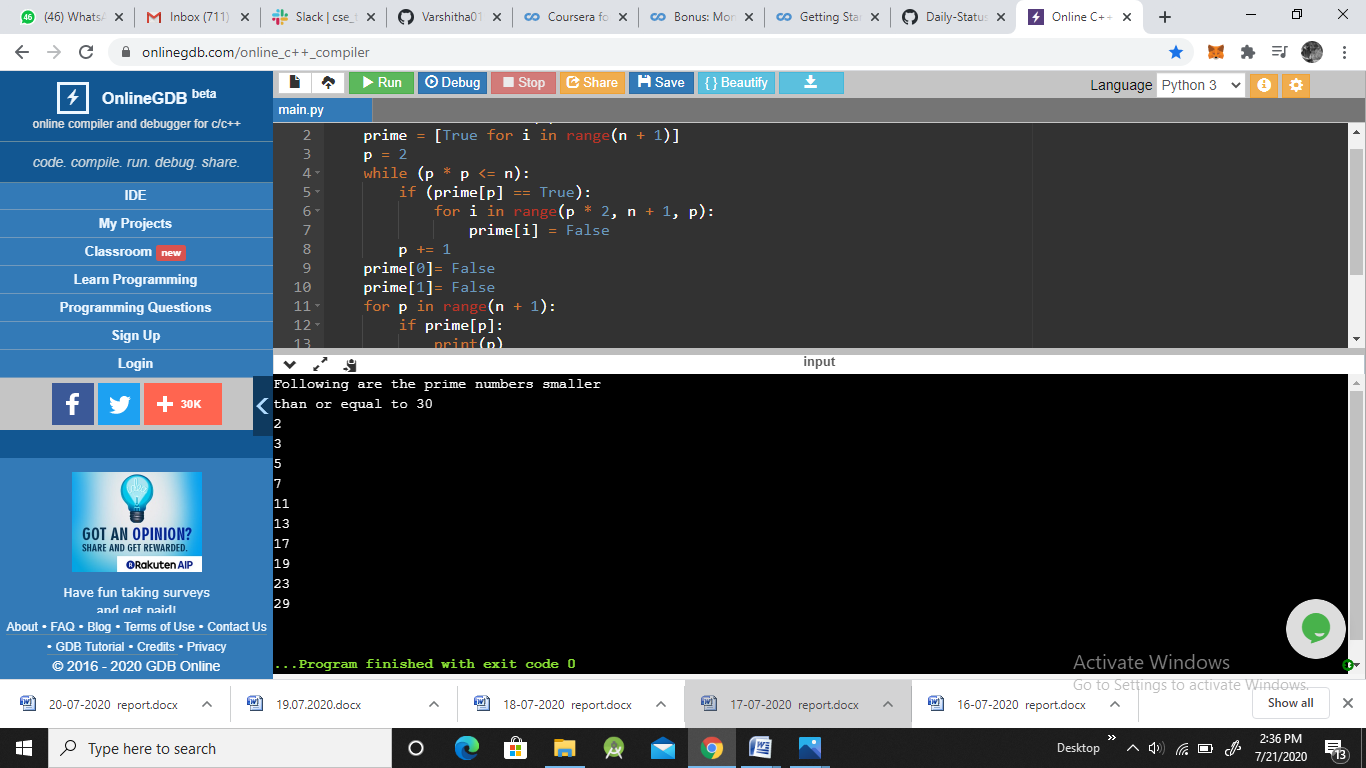 (46) WhatsA
Inbox (711)
Slack | cse_t
Varshitha01
Coursera fo
Bonus: Mor
Getting Sta
Daily-Status
Online C++
onlinegdb.com/online_c++_compiler
OnlineGDB beta
online compiler and debugger for c/c++
code. compile. run. debug. share.
IDE
My Projects
Classroom new
Learn Programming
Programming Questions
Sign Up
Login
f
+ 30K
GOT AN OPINION?
SHARE AND GET REWARDED.
Rakuten AIP
Have fun taking surveys
and get paid!
About • FAQ • Blog • Terms of Use • Contact Us
• GDB Tutorial • Credits • Privacy
© 2016 - 2020 GDB Online
Run Debug Stop Share Save { } Beautify
Language Python 3
main.py
2 prime = [True for i in range(n + 1)]
3 p = 2
4 while (p * p <= n):
5 if (prime[p] == True):
6 for i in range(p * 2, n + 1, p):
7 prime[i] = False
8 p += 1
9 prime[0]= False
10 prime[1]= False
11 for p in range(n + 1):
12 if prime[p]:
13 print(p)
input
Following are the prime numbers smaller
than or equal to 30
2
3
5
7
11
13
17
19
23
29
...Program finished with exit code 0
Activate Windows
Go to Settings to activate Windows.
20-07-2020 report.docx
19.07.2020.docx
18-07-2020 report.docx
17-07-2020 report.docx
16-07-2020 report.docx
Show all
Type here to search
Desktop
2:36 PM
7/21/2020
13